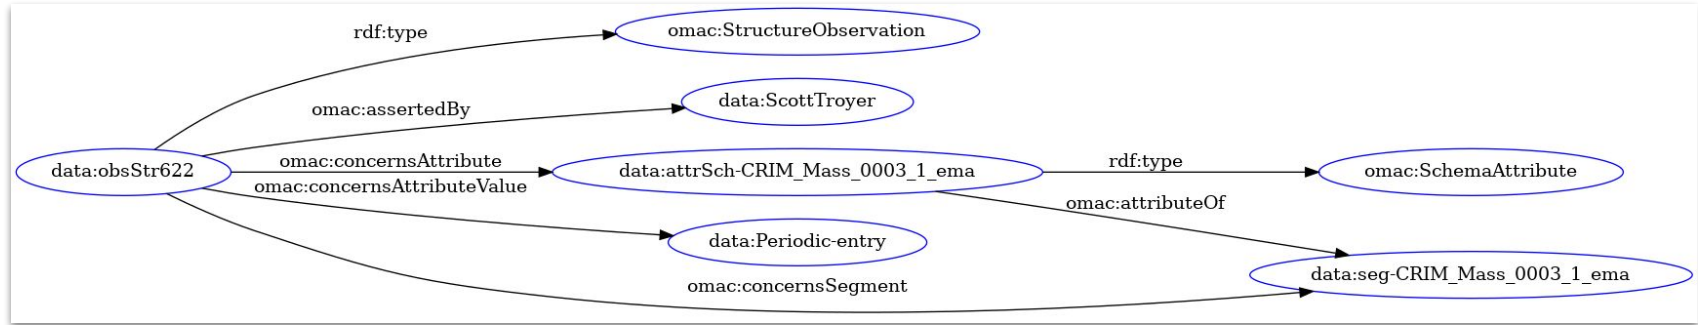 rdf:type
omac:StructureObservation
omac:assertedBy
data:ScottTroyer
data:obsStr622
omac:concernsAttribute
data:attrSch-CRIM_Mass_0003_1_ema
rdf:type
omac:SchemaAttribute
omac:concernsAttributeValue
data:Periodic-entry
omac:attributeOf
data:seg-CRIM_Mass_0003_1_ema
omac:concernsSegment